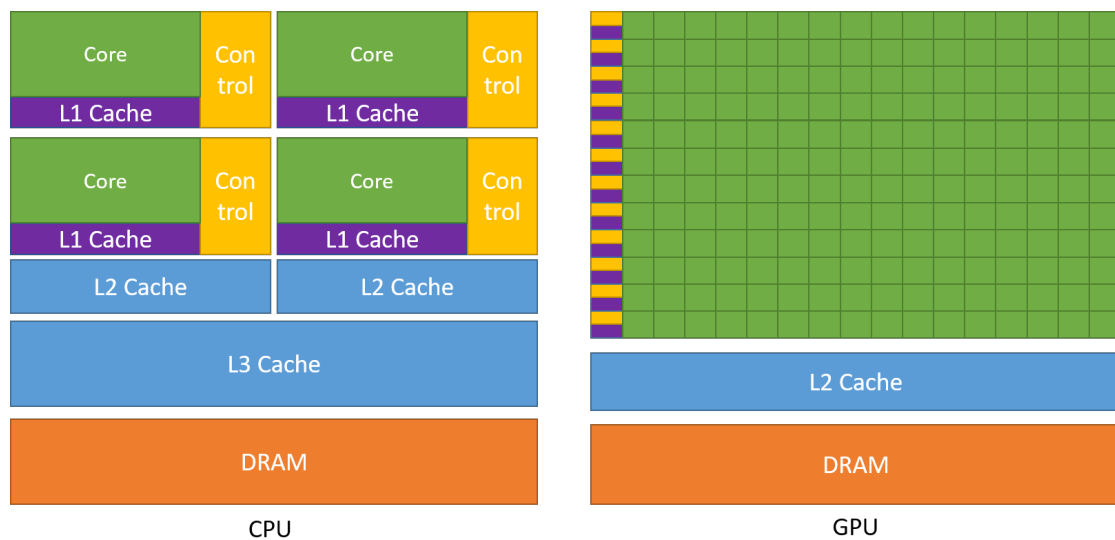 Core
Con
trol
L1 Cache
Core
Con
trol
L1 Cache
Core
Con
trol
L1 Cache
Core
Con
trol
L1 Cache
L2 Cache
L2 Cache
L3 Cache
DRAM
CPU
L2 Cache
DRAM
GPU